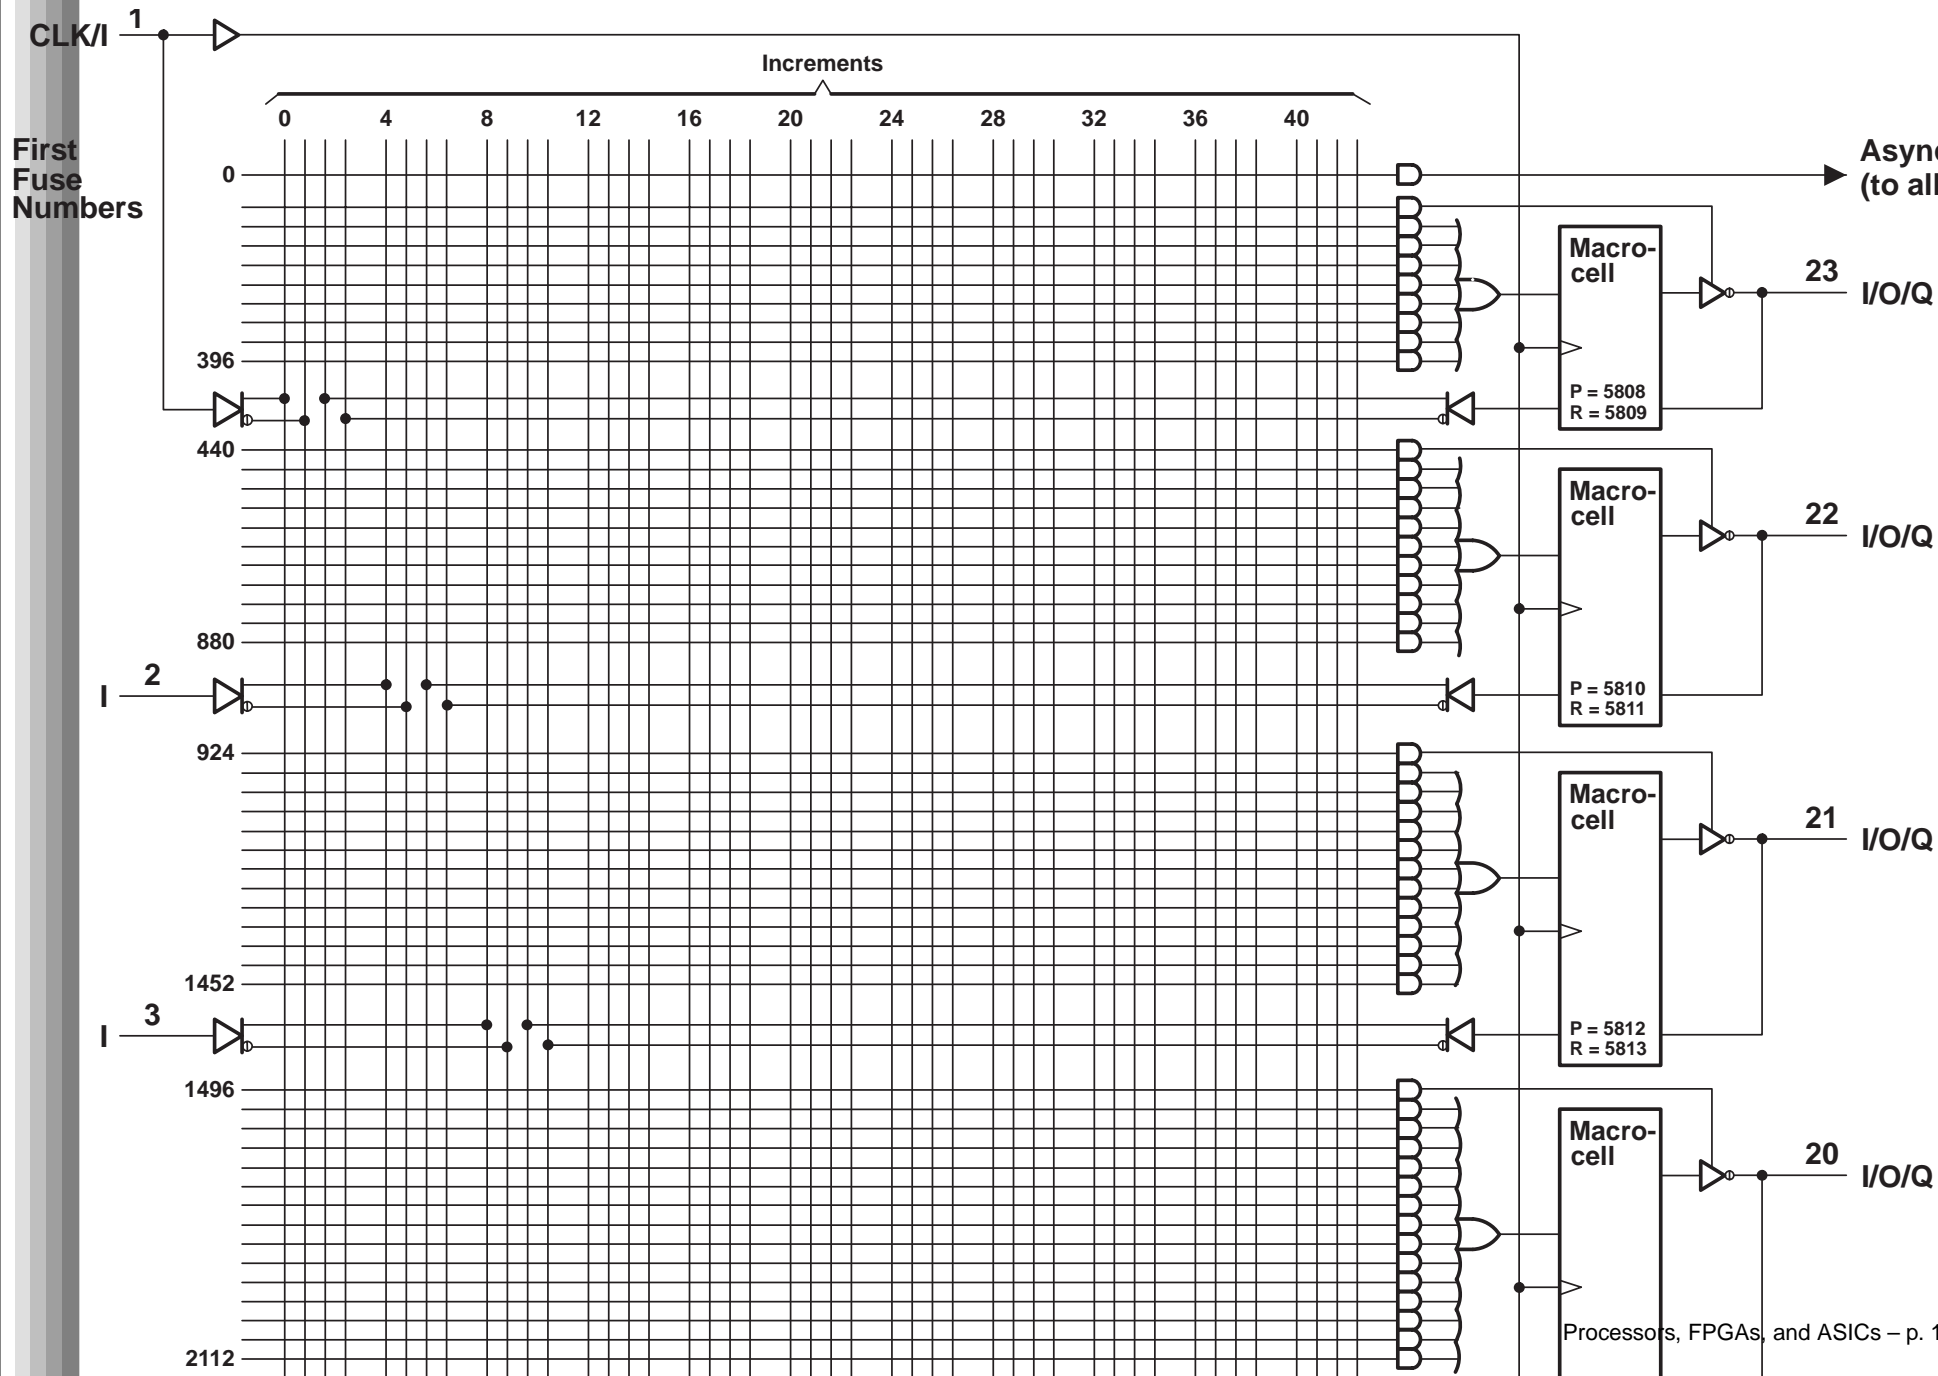 CLK/I
1
Increments
0 4 8 12 16 20 24 28 32 36 40
First
Fuse
Numbers
0
(to all
Macro-
cell
23
I/O/Q
396
P = 5808
R = 5809
440
Macro-
cell
22
I/O/Q
880
I
2
P = 5810
R = 5811
924
Macro-
cell
21
I/O/Q
1452
I
3
P = 5812
R = 5813
1496
Macro-
cell
20
I/O/Q
2112
Processors, FPGAs, and ASICs – p. 1